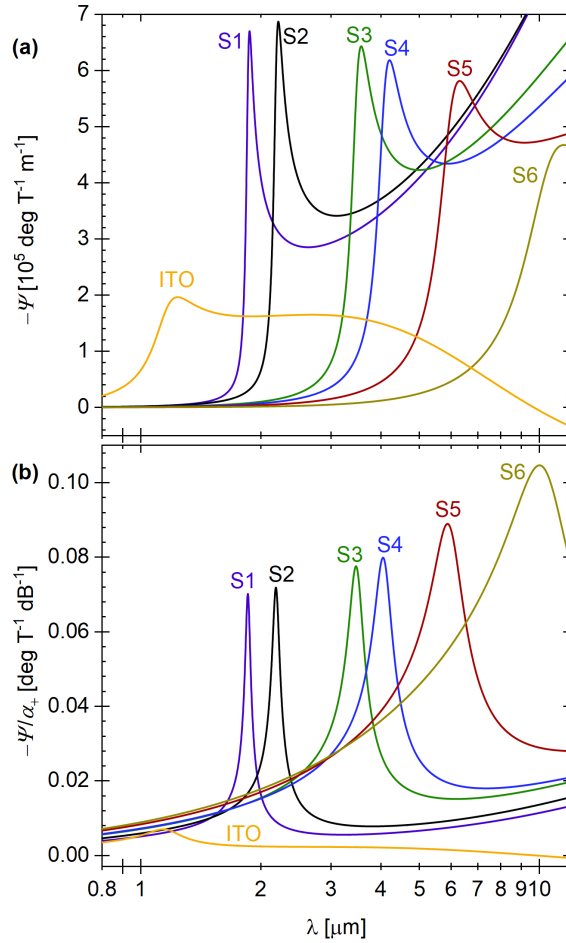 (a)
S1
S2
S3
S4
S5
S6
ITO
−Ψ [10⁵ deg T⁻¹ m⁻¹]
7
6
5
4
3
2
1
0
(b)
S1
S2
S3
S4
S5
S6
ITO
−Ψ/α₊ [deg T⁻¹ dB⁻¹]
0.10
0.08
0.06
0.04
0.02
0.00
0.8 1 2 3 4 5 6 7 8 9 10
λ [μm]